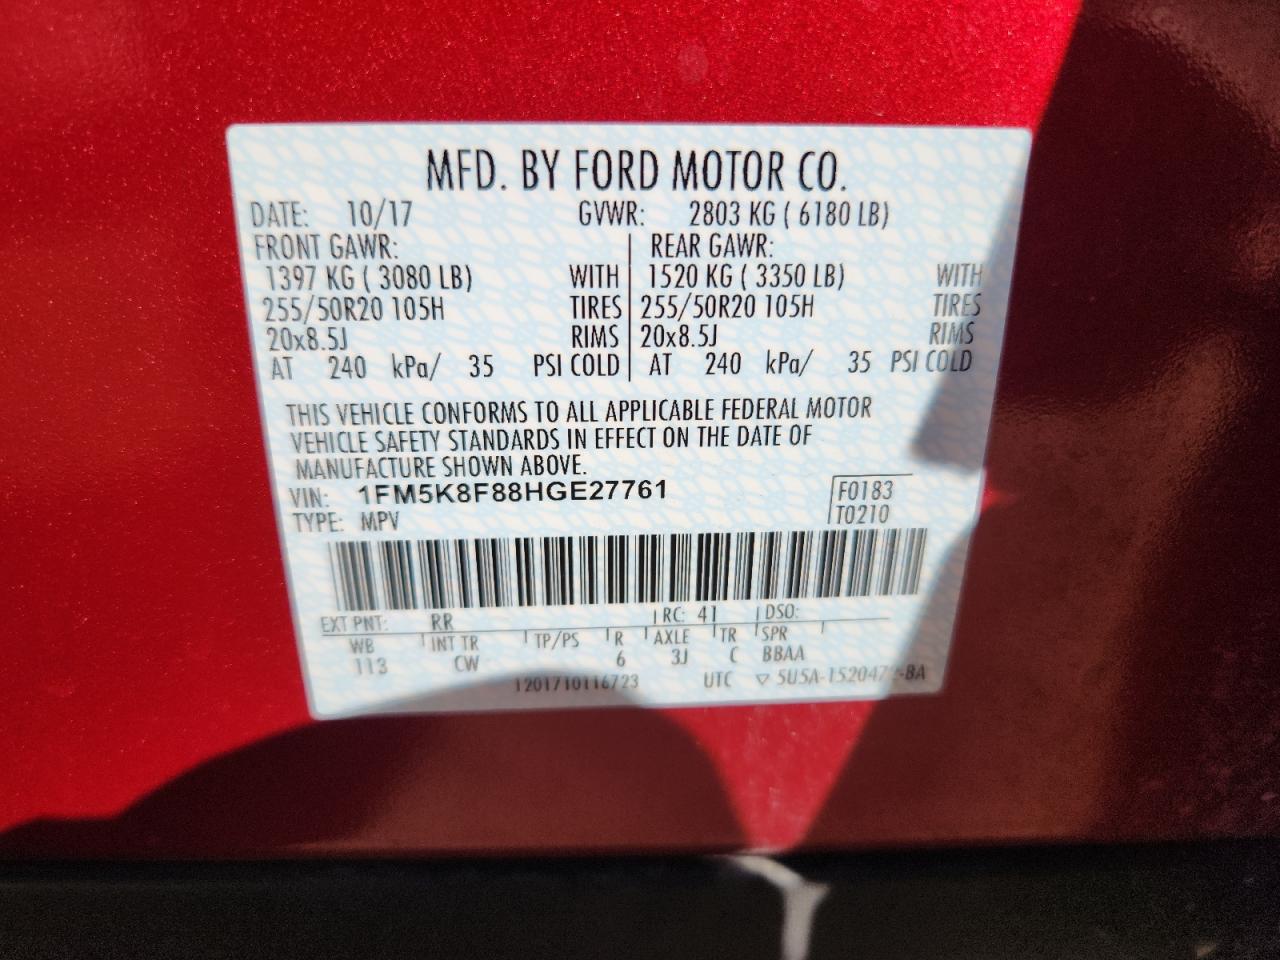 MFD. BY FORD MOTOR CO.
DATE: 10/17 GVWR: 2803 KG ( 6180 LB)
FRONT GAWR: REAR GAWR:
1397 KG ( 3080 LB) WITH 1520 KG ( 3350 LB) WITH
255/50R20 105H TIRES 255/50R20 105H TIRES
20x8.5J RIMS 20x8.5J RIMS
AT 240 kPa/ 35 PSI COLD AT 240 kPa/ 35 PSI COLD
THIS VEHICLE CONFORMS TO ALL APPLICABLE FEDERAL MOTOR
VEHICLE SAFETY STANDARDS IN EFFECT ON THE DATE OF
MANUFACTURE SHOWN ABOVE.
VIN: 1FM5K8F88HGE27761 F0183
TYPE: MPV T0210
EXT PNT: RR RC: 41 DSO:
WB INT TR TP/PS R AXLE TR SPR
113 CW 6 3J C BBAA
1201710116723 UTC ▽